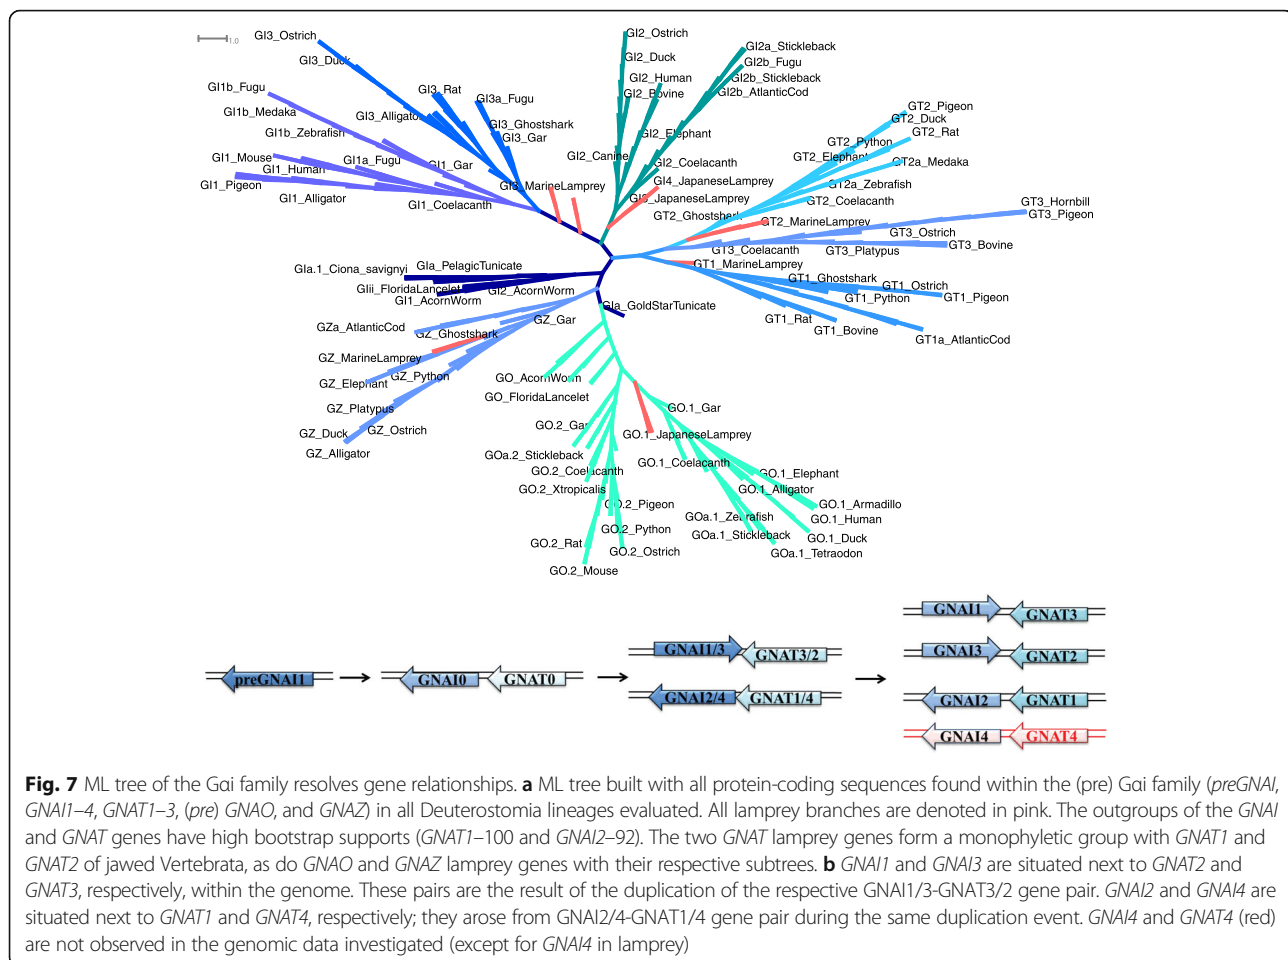 GI3_Ostrich
GI2_Ostrich
1.0
GI2a_Stickleback
GI3_Duck
GI2_Duck
GI2b_Fugu
GI1b_Fugu
GI3_Rat
GI2_Human
GI2b_Stickleback
GI3a_Fugu
GI2_Bovine
GI2b_AtlanticCod
GT2_Pigeon
GI1b_Medaka
GI3_Alligator
GT2_Duck
GI1b_Zebrafish
GI3_Ghostshark
GI2_Elephant
GT2_Rat
GI3_Gar
GT2_Python
GI1_Mouse
GI1a_Fugu
GI1_Gar
GI2_Canine
GT2_Elephant
GT2a_Medaka
GI1_Human
GI2_Coelacanth
GI1_Pigeon
GI3_MarineLamprey
GI4_JapaneseLamprey
GT2a_Zebrafish
GI1_Alligator
GI3_JapaneseLamprey
GT2_Coelacanth
GT3_Hornbill
GI1_Coelacanth
GT2_Ghostshark
GT2_MarineLamprey
GT3_Pigeon
GT3_Ostrich
GT3_Coelacanth
GT3_Platypus
GT3_Bovine
GIa.1_Ciona_savignyi
GIa_PelagicTunicate
GT1_MarineLamprey
GIii_FloridaLancelet
GI2_AcornWorm
GT1_Ghostshark
GT1_Ostrich
GI1_AcornWorm
GIa_GoldStarTunicate
GT1_Python
GT1_Pigeon
GZa_AtlanticCod
GZ_Ghostshark
GZ_Gar
GT1_Rat
GT1_Bovine
GT1a_AtlanticCod
GZ_MarineLamprey
GZ_Elephant
GZ_Python
GO_AcornWorm
GO_FloridaLancelet
GZ_Platypus
GO.1_Gar
GZ_Duck
GZ_Ostrich
GO.2_Gar
GO.1_JapaneseLamprey
GZ_Alligator
GOa.2_Stickleback
GO.1_Coelacanth
GO.2_Coelacanth
GO.1_Elephant
GO.2_Xtropicalis
GO.1_Alligator
GO.2_Pigeon
GO.1_Armadillo
GOa.1_Zebrafish
GO.1_Human
GO.2_Python
GOa.1_Stickleback
GO.1_Duck
GO.2_Rat
GO.2_Ostrich
GOa.1_Tetraodon
GO.2_Mouse
GNAI1 GNAT3
GNAI1/3 GNAT3/2
GNAI3 GNAT2
preGNAI1
GNAI0 GNAT0
GNAI2/4 GNAT1/4
GNAI2 GNAT1
GNAI4 GNAT4
Fig. 7 ML tree of the Gαi family resolves gene relationships. a ML tree built with all protein-coding sequences found within the (pre) Gαi family (preGNAI,
GNAI1–4, GNAT1–3, (pre) GNAO, and GNAZ) in all Deuterostomia lineages evaluated. All lamprey branches are denoted in pink. The outgroups of the GNAI
and GNAT genes have high bootstrap supports (GNAT1–100 and GNAI2–92). The two GNAT lamprey genes form a monophyletic group with GNAT1 and
GNAT2 of jawed Vertebrata, as do GNAO and GNAZ lamprey genes with their respective subtrees. b GNAI1 and GNAI3 are situated next to GNAT2 and
GNAT3, respectively, within the genome. These pairs are the result of the duplication of the respective GNAI1/3-GNAT3/2 gene pair. GNAI2 and GNAI4 are
situated next to GNAT1 and GNAT4, respectively; they arose from GNAI2/4-GNAT1/4 gene pair during the same duplication event. GNAI4 and GNAT4 (red)
are not observed in the genomic data investigated (except for GNAI4 in lamprey)